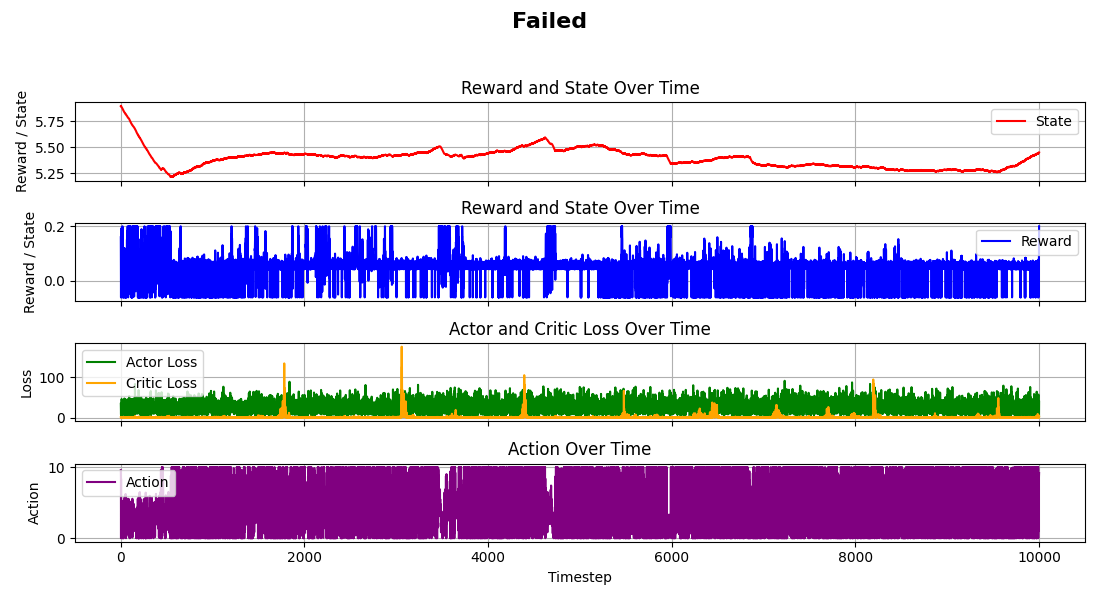 Failed
Reward and State Over Time
Reward / State
5.75
5.50
5.25
State
Reward and State Over Time
Reward / State
0.2
0.0
Reward
Actor and Critic Loss Over Time
Loss
100
0
Actor Loss
Critic Loss
Action Over Time
Action
10
0
Action
0 2000 4000 6000 8000 10000
Timestep